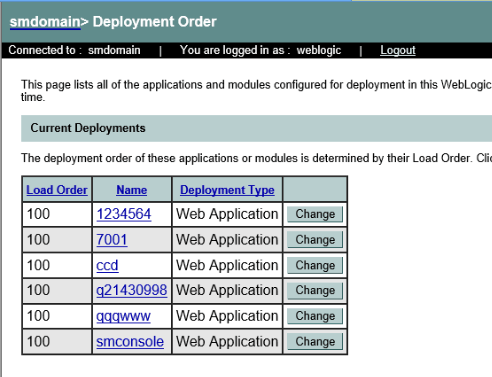 smdomain> Deployment Order
Connected to : smdomain | You are logged in as : weblogic | Logout
This page lists all of the applications and modules configured for deployment in this WebLogic
time.
Current Deployments
The deployment order of these applications or modules is determined by their Load Order. Clic
Load Order Name Deployment Type
100 1234564 Web Application Change
100 7001 Web Application Change
100 ccd Web Application Change
100 g21430998 Web Application Change
100 gggwww Web Application Change
100 smconsole Web Application Change